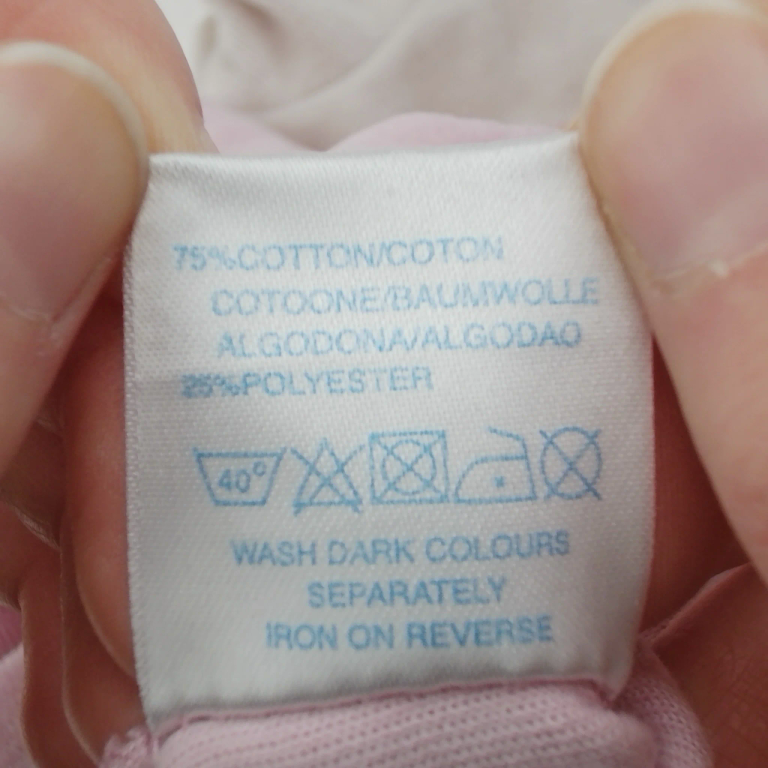 75%COTTON/COTON
COTOONE/BAUMWOLLE
ALGODONA/ALGODAO
25%POLYESTER
40°
WASH DARK COLOURS
SEPARATELY
IRON ON REVERSE